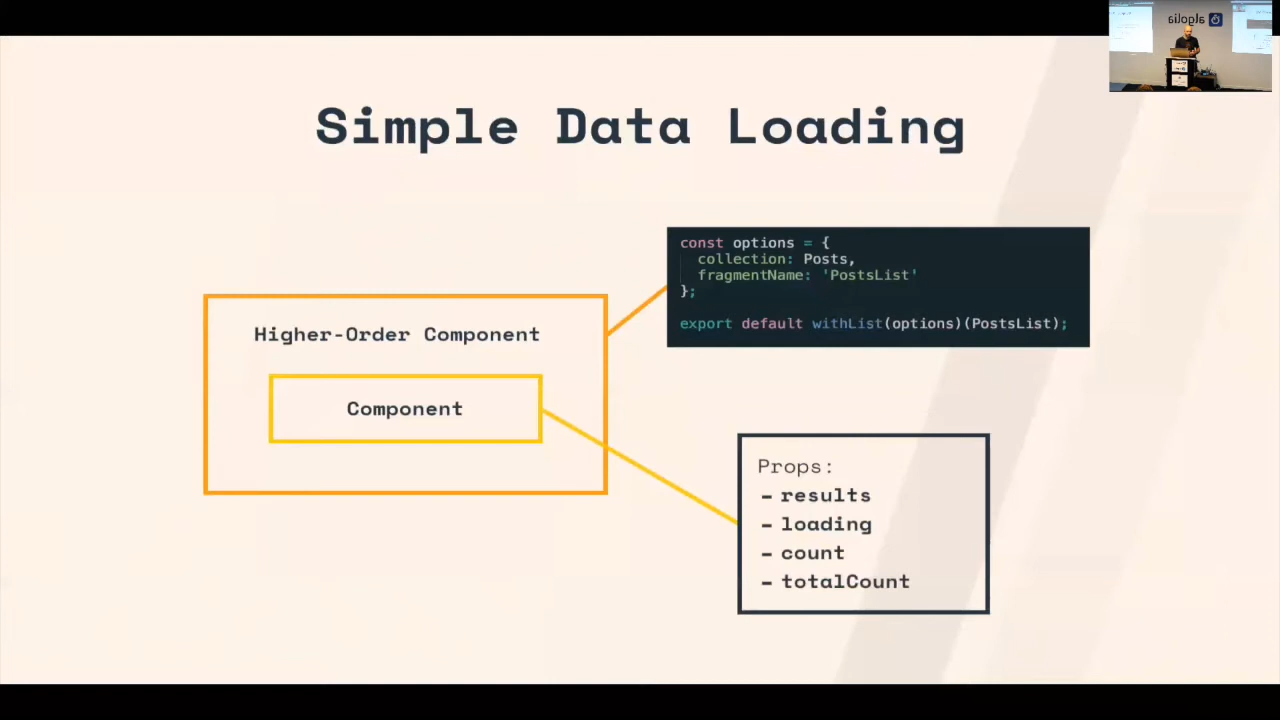 algolia
Simple Data Loading
const options = {
collection: Posts,
fragmentName: 'PostsList'
};
export default withList(options)(PostsList);
Higher-Order Component
Component
Props:
- results
- loading
- count
- totalCount